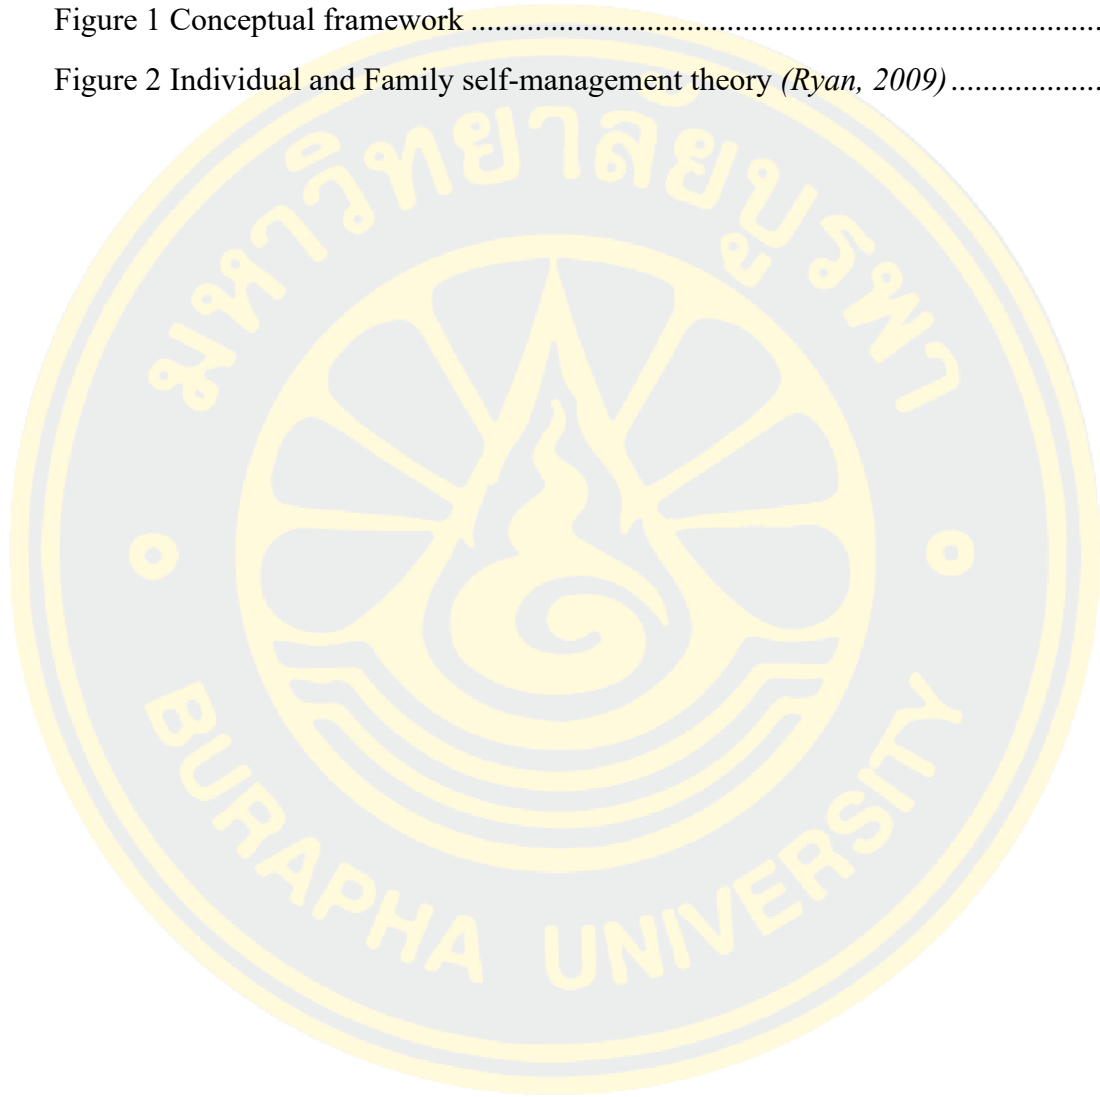 Figure 1 Conceptual framework ................................................................................
Figure 2 Individual and Family self-management theory (Ryan, 2009)...................
มหาวิทยาลัยบูรพา
BURAPHA UNIVERSITY